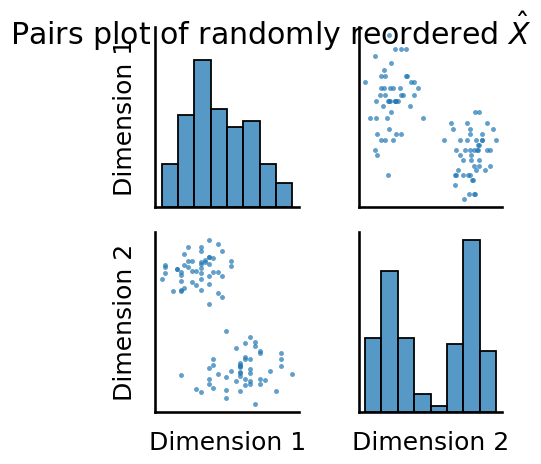 Pairs plot of randomly reordered X̂
Dimension 1
Dimension 2
Dimension 1
Dimension 2